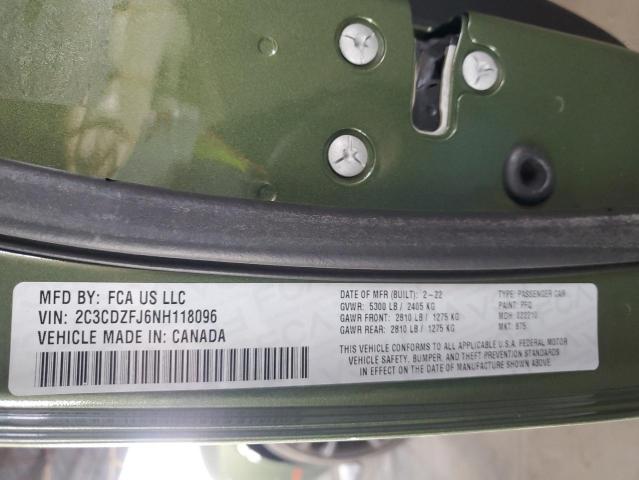 MFD BY: FCA US LLC
VIN: 2C3CDZFJ6NH118096
VEHICLE MADE IN: CANADA
DATE OF MFR (BUILT): 2-22
GVWR: 5300 LB / 2405 KG
GAWR FRONT: 2810 LB / 1275 KG
GAWR REAR: 2810 LB / 1275 KG
TYPE: PASSENGER CAR
PAINT: PFQ
MDH: 022210
MKT: 875
THIS VEHICLE CONFORMS TO ALL APPLICABLE U.S.A. FEDERAL MOTOR
VEHICLE SAFETY, BUMPER, AND THEFT PREVENTION STANDARDS
IN EFFECT ON THE DATE OF MANUFACTURE SHOWN ABOVE.